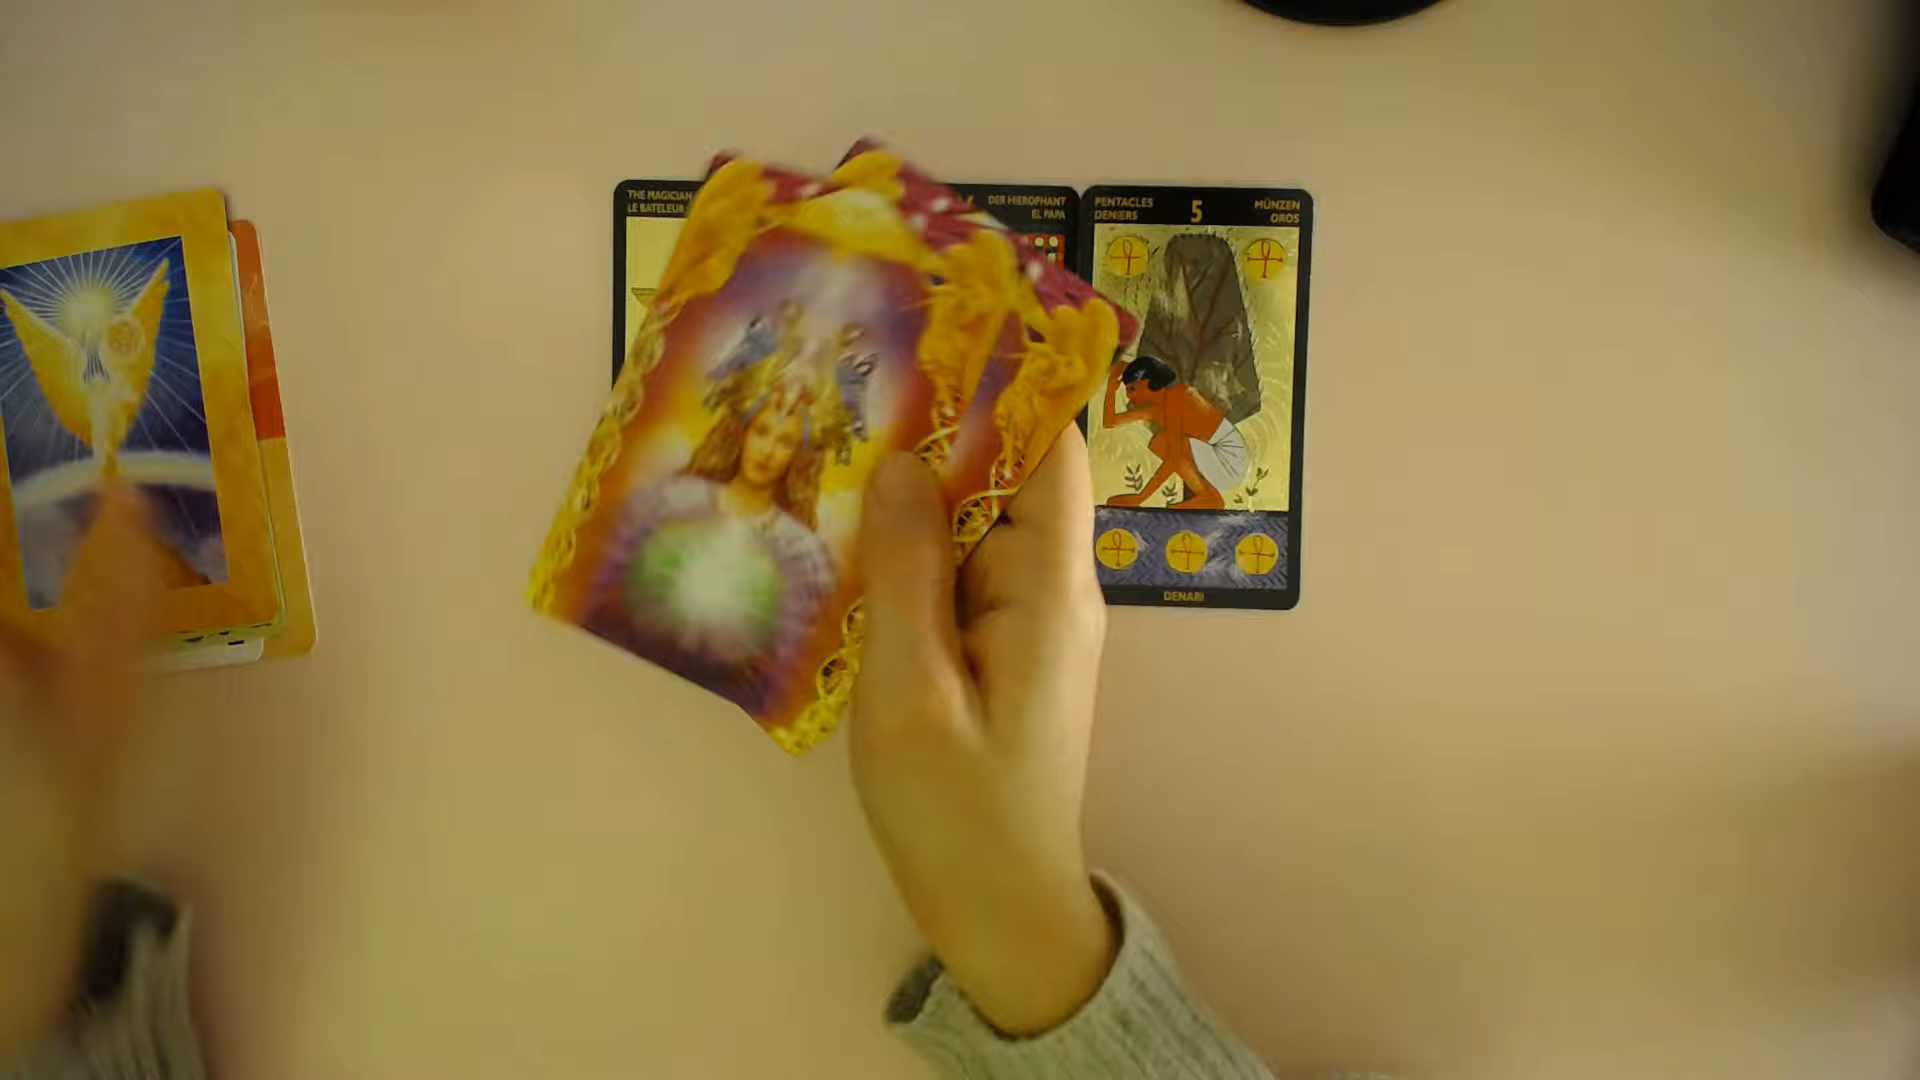 THE MAGICIAN
LE BATELEUR
DER HIEROPHANT
EL PAPA
PENTACLES
DENIERS
5
MÜNZEN
OROS
DENARI